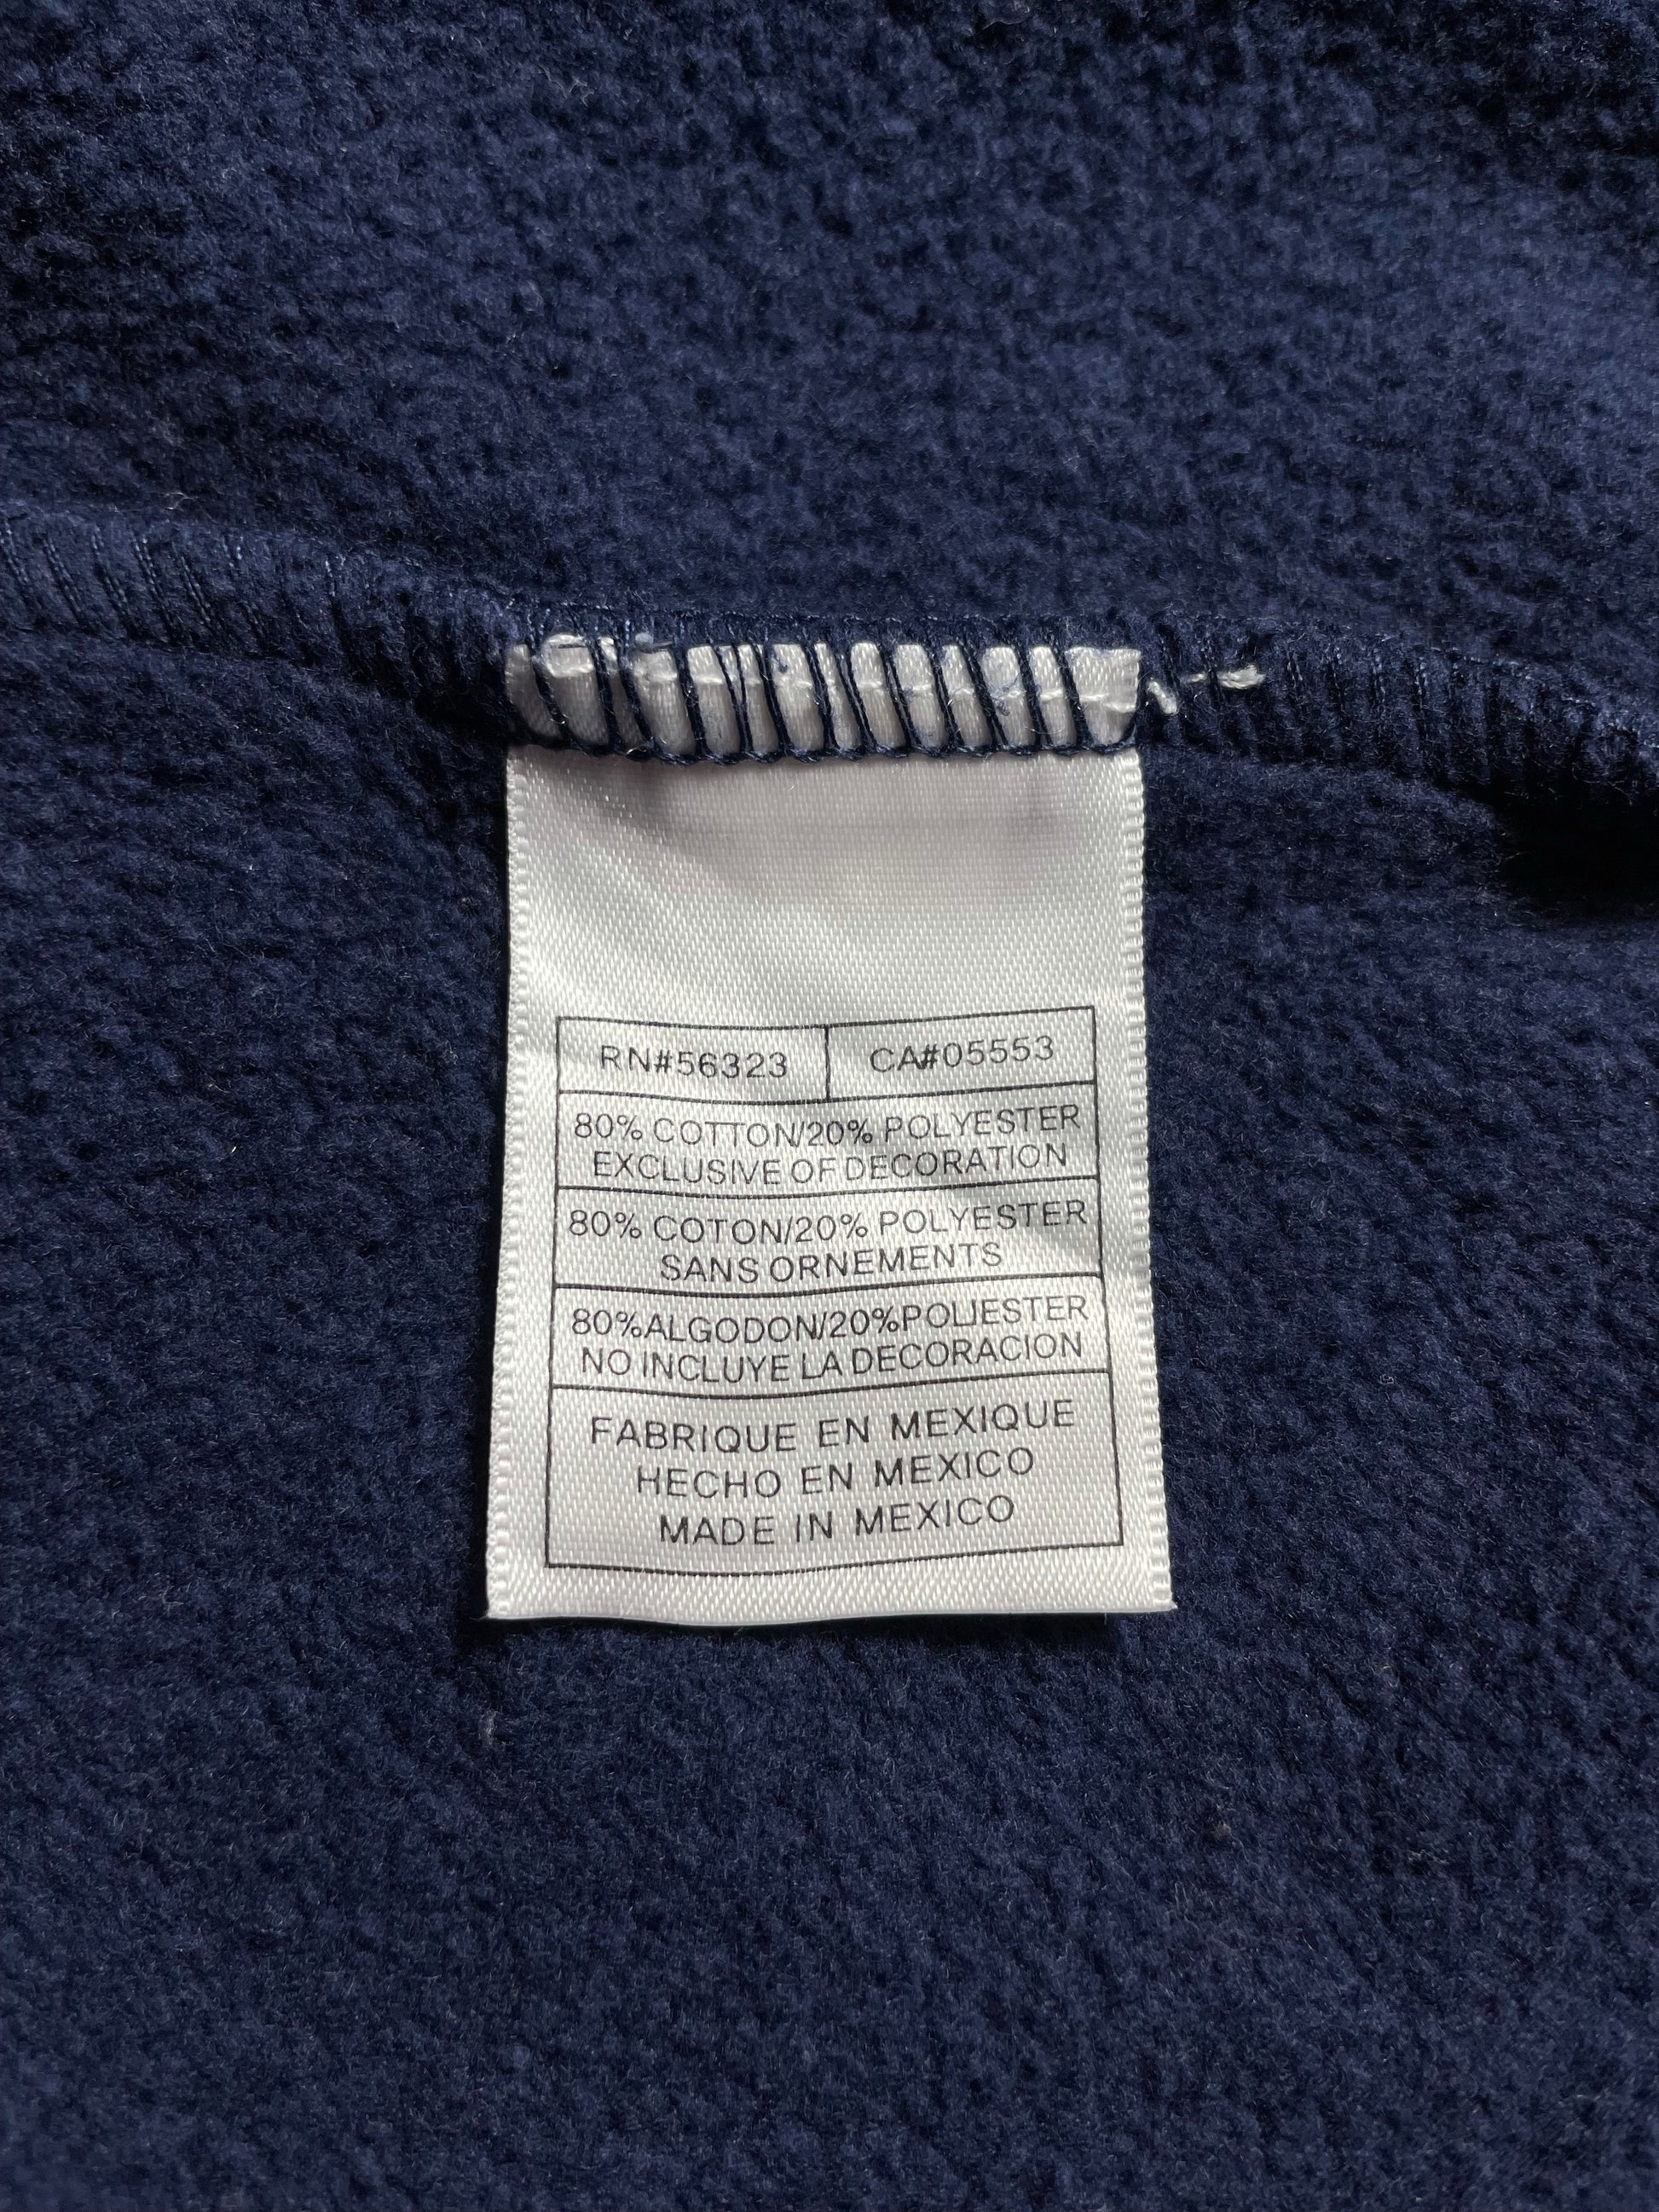 RN#56323 CA#05553
80% COTTON/20% POLYESTER
EXCLUSIVE OF DECORATION
80% COTON/20% POLYESTER
SANS ORNEMENTS
80% ALGODON/20% POLIESTER
NO INCLUYE LA DECORACION
FABRIQUE EN MEXIQUE
HECHO EN MEXICO
MADE IN MEXICO